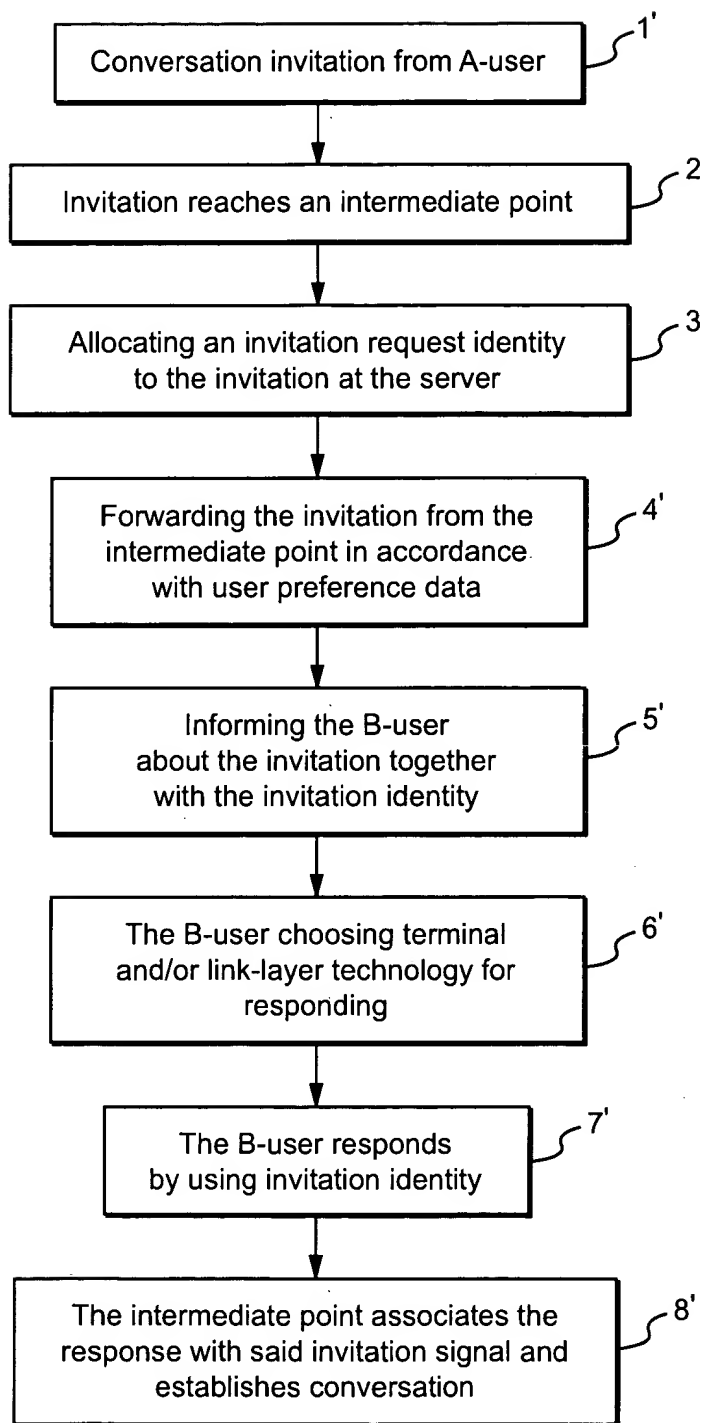 1'
Conversation invitation from A-user
2
Invitation reaches an intermediate point
3
Allocating an invitation request identity
to the invitation at the server
4'
Forwarding the invitation from the
intermediate point in accordance
with user preference data
5'
Informing the B-user
about the invitation together
with the invitation identity
6'
The B-user choosing terminal
and/or link-layer technology for
responding
7'
The B-user responds
by using invitation identity
8'
The intermediate point associates the
response with said invitation signal and
establishes conversation